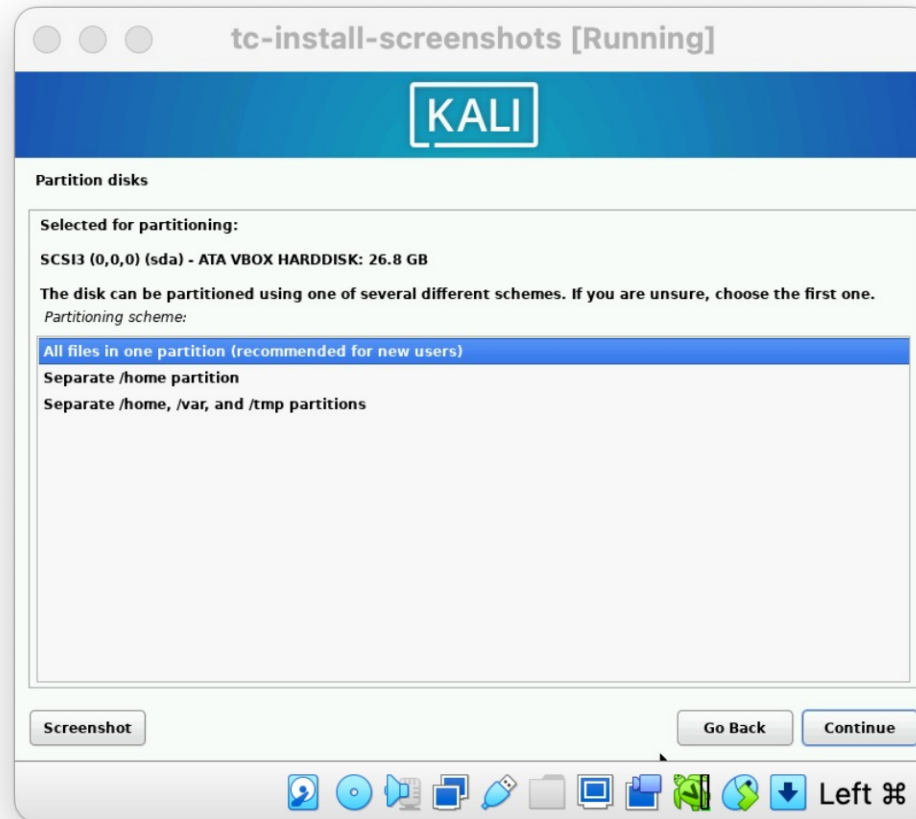 tc-install-screenshots [Running]
KALI
Partition disks
Selected for partitioning:
SCSI3 (0,0,0) (sda) - ATA VBOX HARDDISK: 26.8 GB
The disk can be partitioned using one of several different schemes. If you are unsure, choose the first one.
Partitioning scheme:
All files in one partition (recommended for new users)
Separate /home partition
Separate /home, /var, and /tmp partitions
Screenshot Go Back Continue
Left ⌘